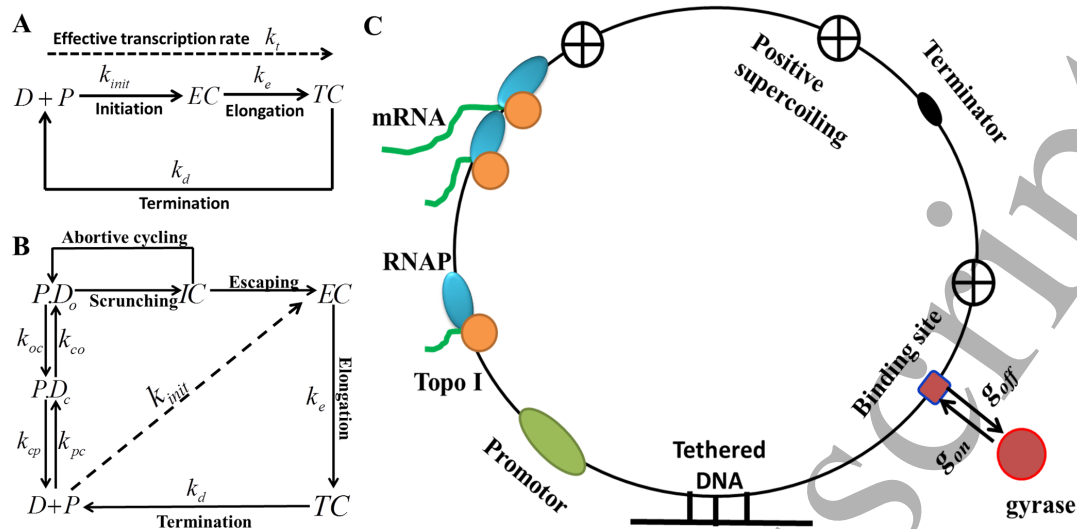 A
Effective transcription rate k_t
k_init
k_e
D + P
EC
TC
Initiation
Elongation
k_d
Termination
B
Abortive cycling
P.D_o
Scrunching
IC
Escaping
EC
k_oc
k_co
P.D_c
k_init
k_e
Elongation
k_cp
k_pc
D+P
k_d
TC
Termination
C
Positive
supercoiling
Terminator
mRNA
RNAP
Topo I
Promotor
Tethered
DNA
Binding site
g_off
g_on
gyrase